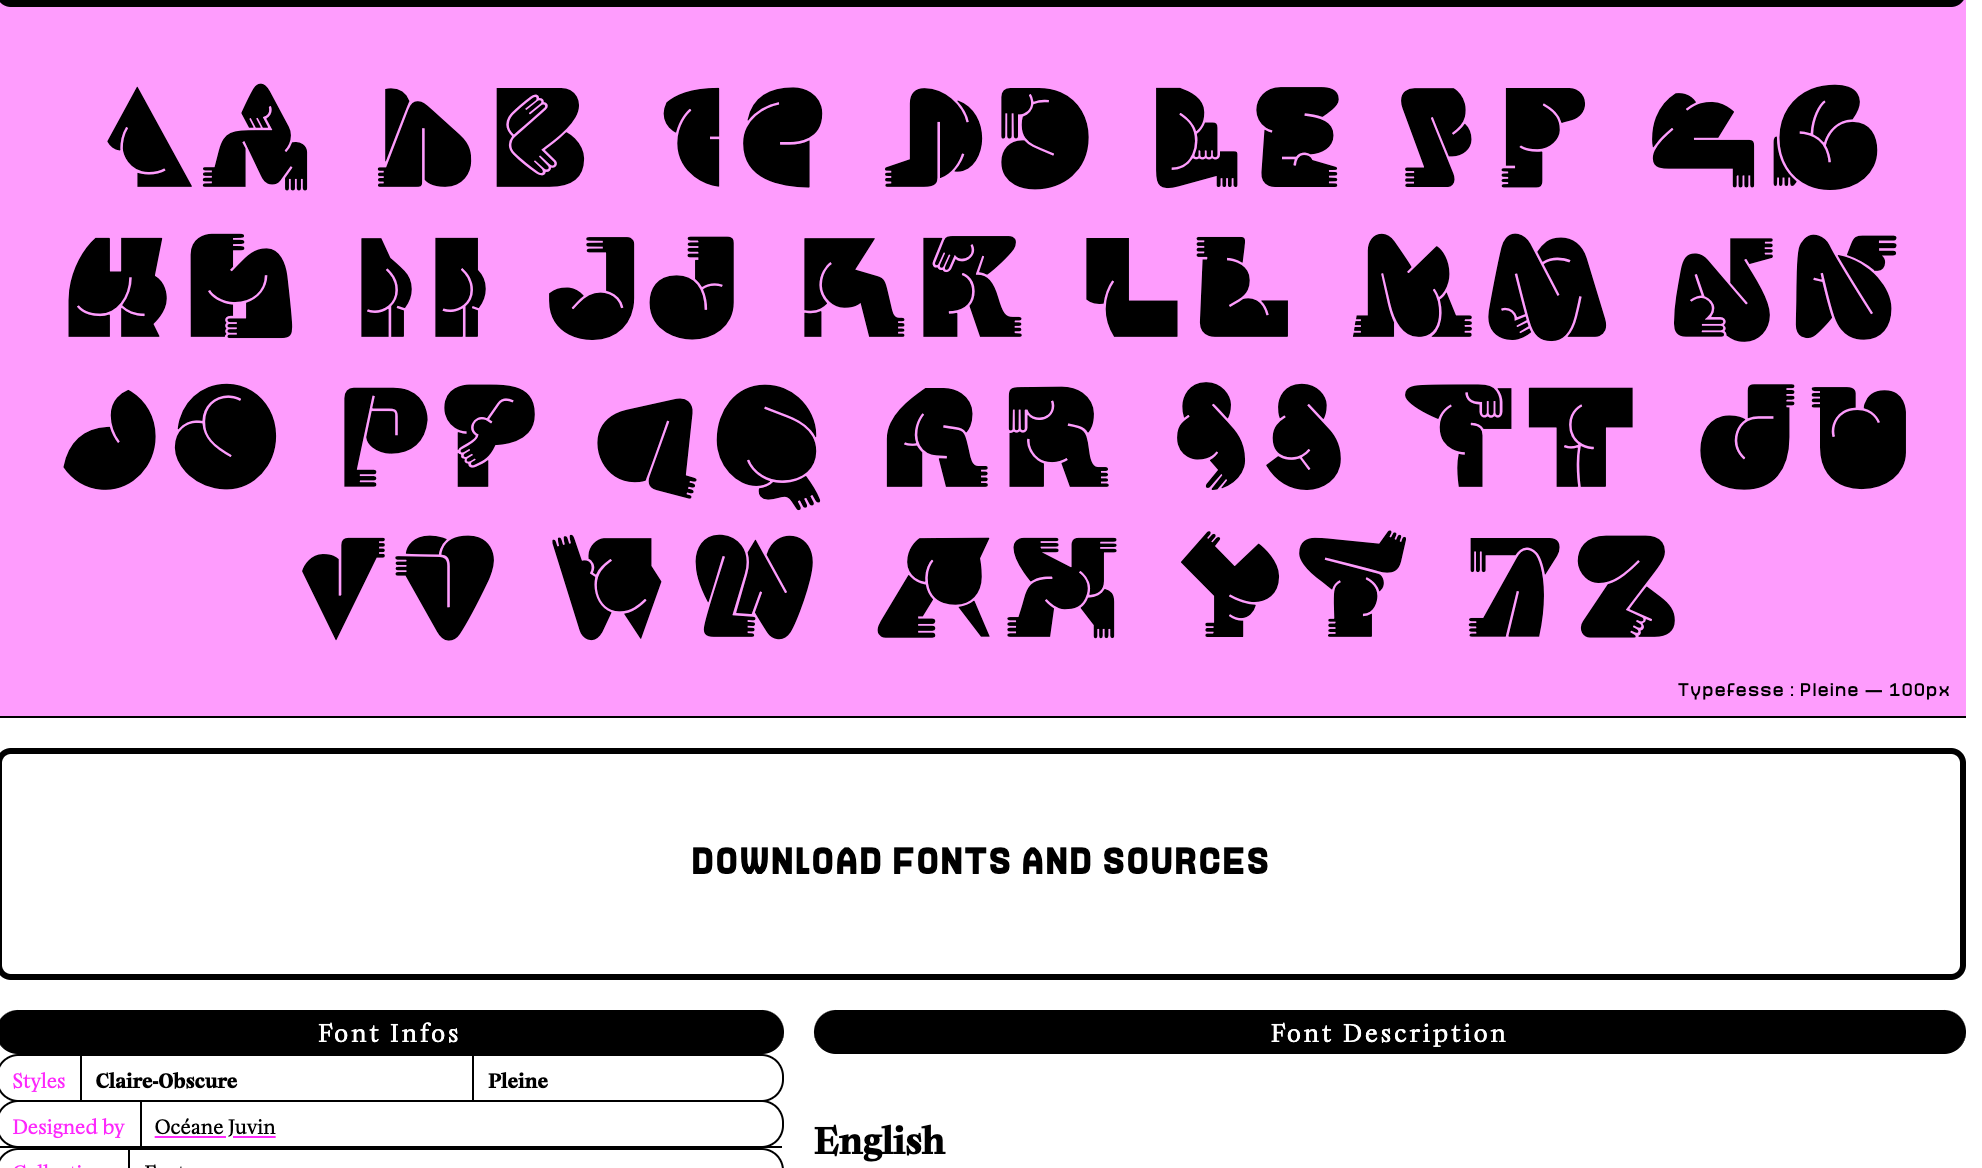 AA BB CC DD EE FF GG
HH II JJ KK LL MM NN
OO PP QQ RR SS TT UU
VV WW XX YY ZZ
Typefesse : Pleine — 100px
DOWNLOAD FONTS AND SOURCES
Font Infos
Styles Claire-Obscure Pleine
Designed by Océane Juvin
Font Description
English